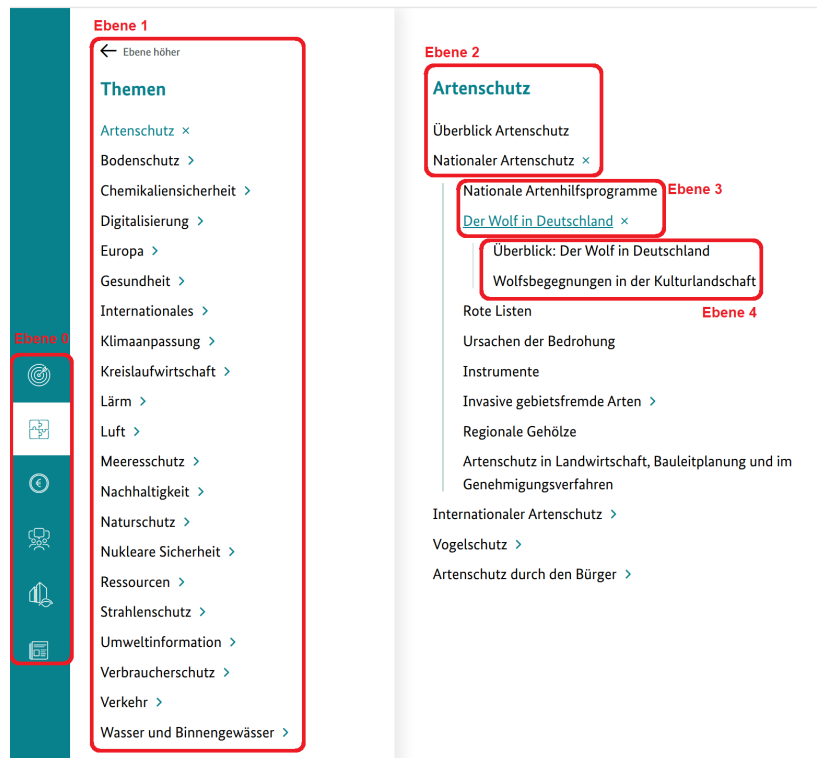 Ebene 1
Ebene höher
Themen
Artenschutz ×
Bodenschutz >
Chemikaliensicherheit >
Digitalisierung >
Europa >
Gesundheit >
Internationales >
Klimaanpassung >
Kreislaufwirtschaft >
Lärm >
Luft >
Meeresschutz >
Nachhaltigkeit >
Naturschutz >
Nukleare Sicherheit >
Ressourcen >
Strahlenschutz >
Umweltinformation >
Verbraucherschutz >
Verkehr >
Wasser und Binnengewässer >
Ebene 0
€
Ebene 2
Artenschutz
Überblick Artenschutz
Nationaler Artenschutz ×
Nationale Artenhilfsprogramme
Ebene 3
Der Wolf in Deutschland ×
Überblick: Der Wolf in Deutschland
Wolfsbegegnungen in der Kulturlandschaft
Ebene 4
Rote Listen
Ursachen der Bedrohung
Instrumente
Invasive gebietsfremde Arten >
Regionale Gehölze
Artenschutz in Landwirtschaft, Bauleitplanung und im
Genehmigungsverfahren
Internationaler Artenschutz >
Vogelschutz >
Artenschutz durch den Bürger >